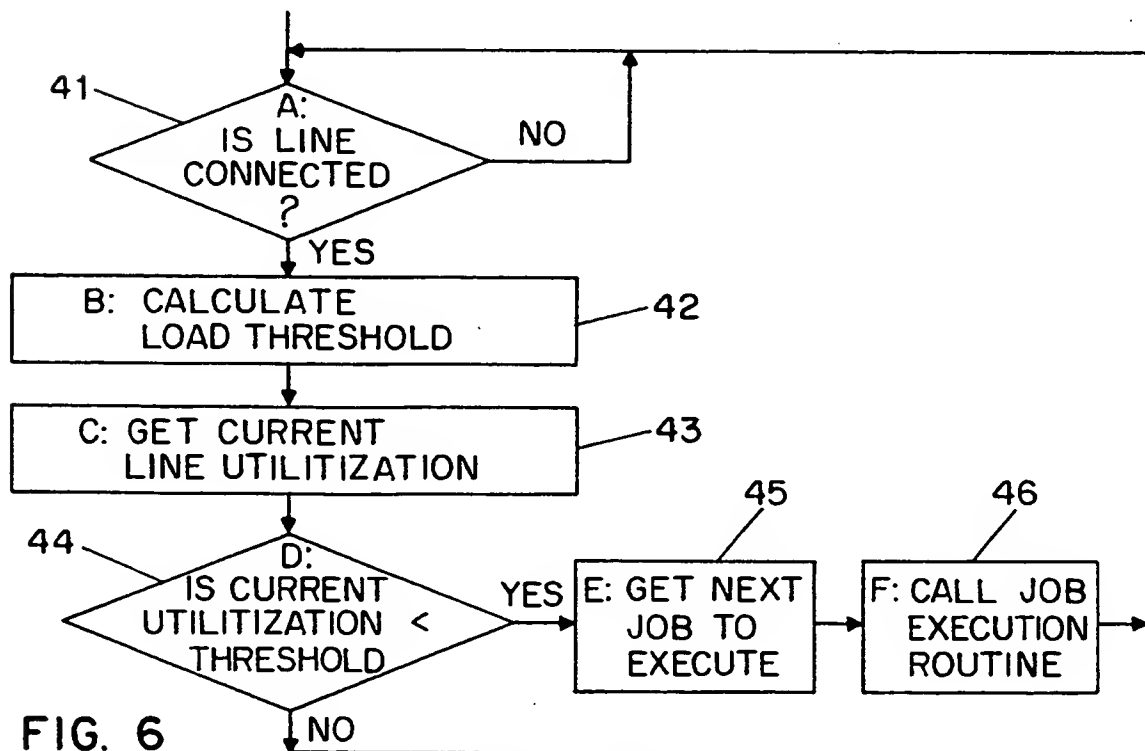 41
A:
IS LINE
CONNECTED
?
NO
YES
B: CALCULATE
LOAD THRESHOLD
42
C: GET CURRENT
LINE UTILITIZATION
43
44
D:
IS CURRENT
UTILITIZATION <
THRESHOLD
YES
45
E: GET NEXT
JOB TO
EXECUTE
46
F: CALL JOB
EXECUTION
ROUTINE
NO
FIG. 6